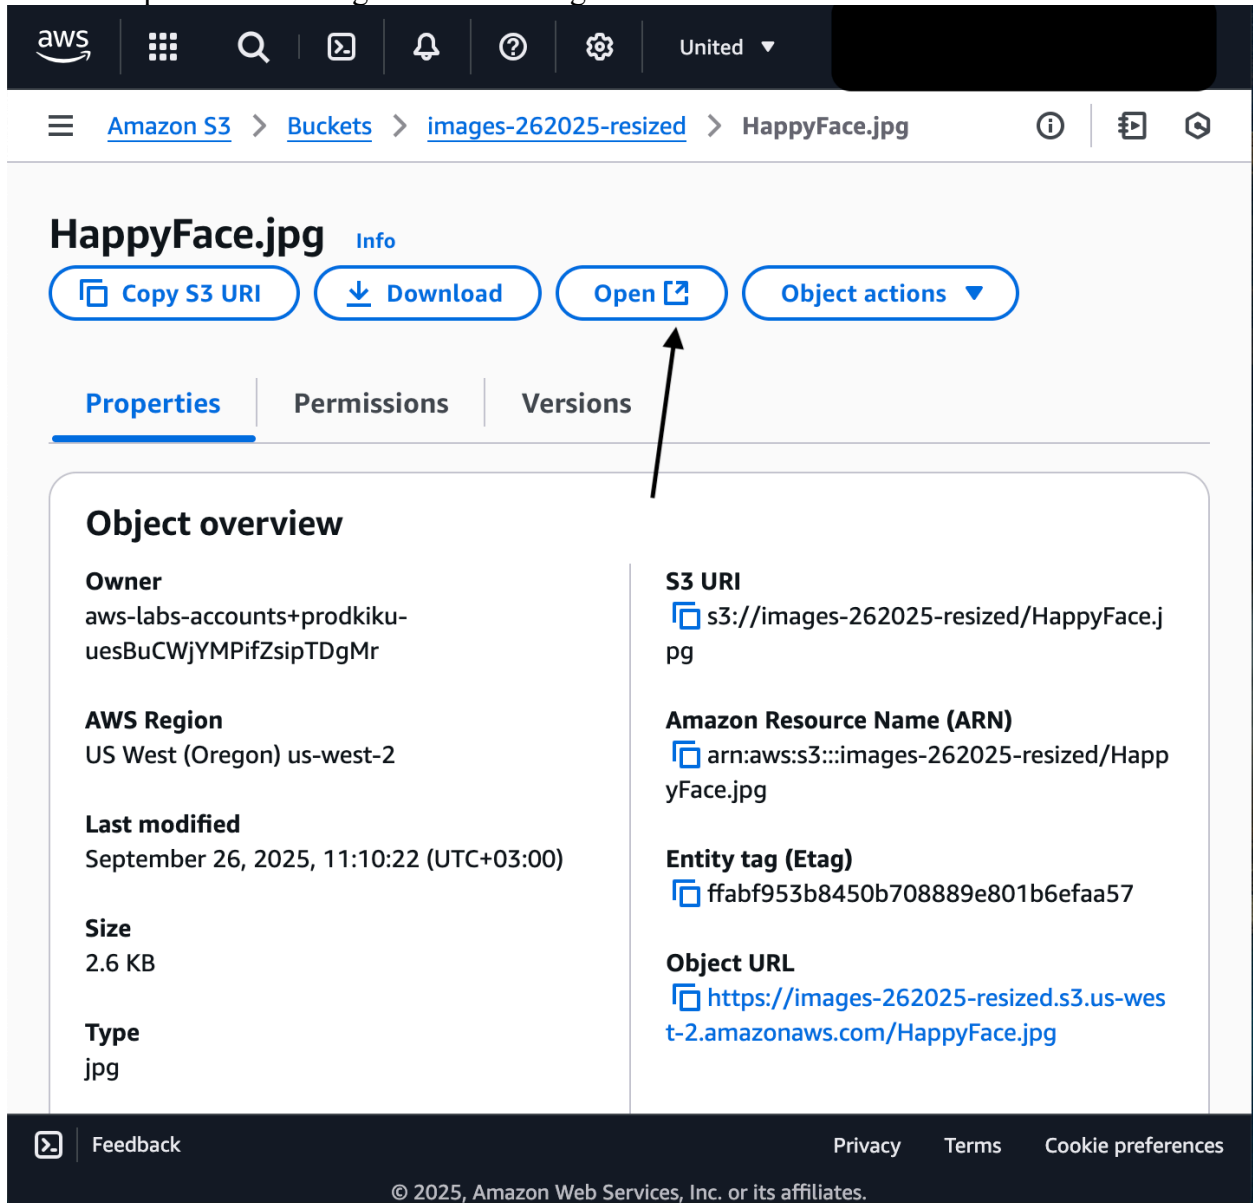 aws
United
Amazon S3 > Buckets > images-262025-resized > HappyFace.jpg
HappyFace.jpg Info
Copy S3 URI Download Open Object actions
Properties Permissions Versions
Object overview
Owner
aws-labs-accounts+prodkiku-
uesBuCWjYMPifZsipTDgMr
AWS Region
US West (Oregon) us-west-2
Last modified
September 26, 2025, 11:10:22 (UTC+03:00)
Size
2.6 KB
Type
jpg
S3 URI
s3://images-262025-resized/HappyFace.j
pg
Amazon Resource Name (ARN)
arn:aws:s3:::images-262025-resized/Happ
yFace.jpg
Entity tag (Etag)
ffabf953b8450b708889e801b6efaa57
Object URL
https://images-262025-resized.s3.us-wes
t-2.amazonaws.com/HappyFace.jpg
Feedback Privacy Terms Cookie preferences
© 2025, Amazon Web Services, Inc. or its affiliates.